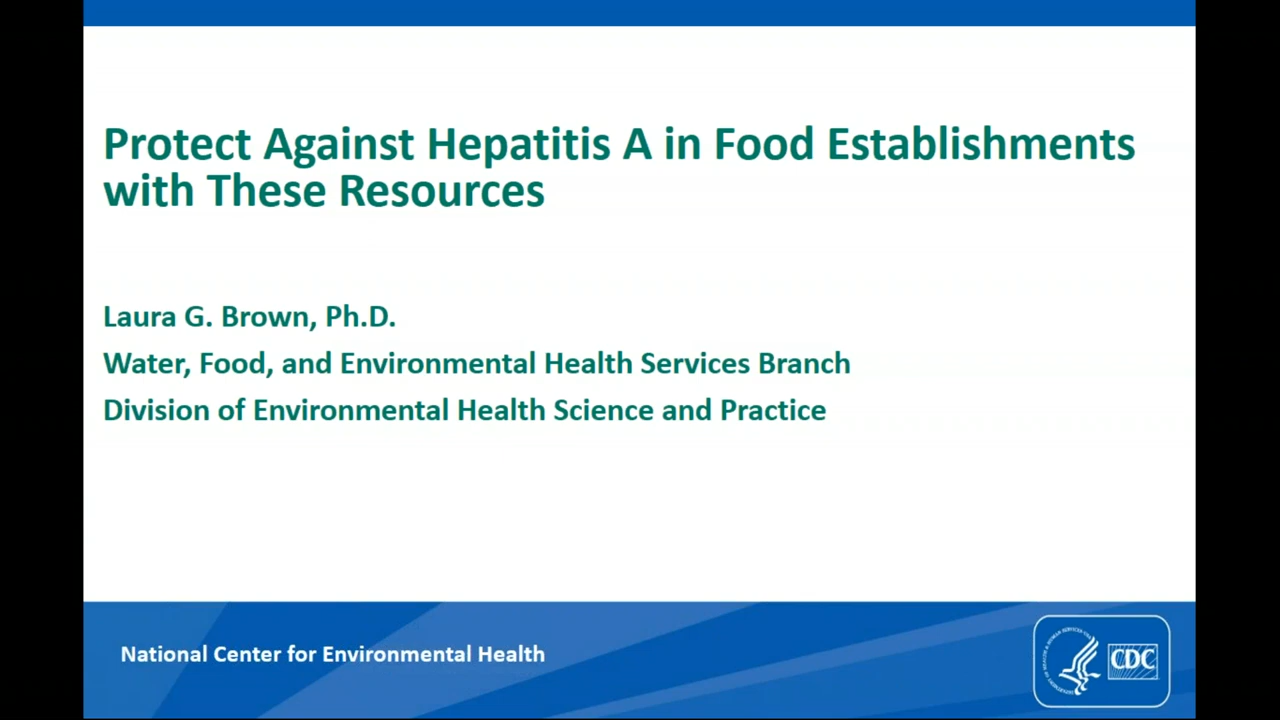 Protect Against Hepatitis A in Food Establishments
with These Resources
Laura G. Brown, Ph.D.
Water, Food, and Environmental Health Services Branch
Division of Environmental Health Science and Practice
National Center for Environmental Health
CDC